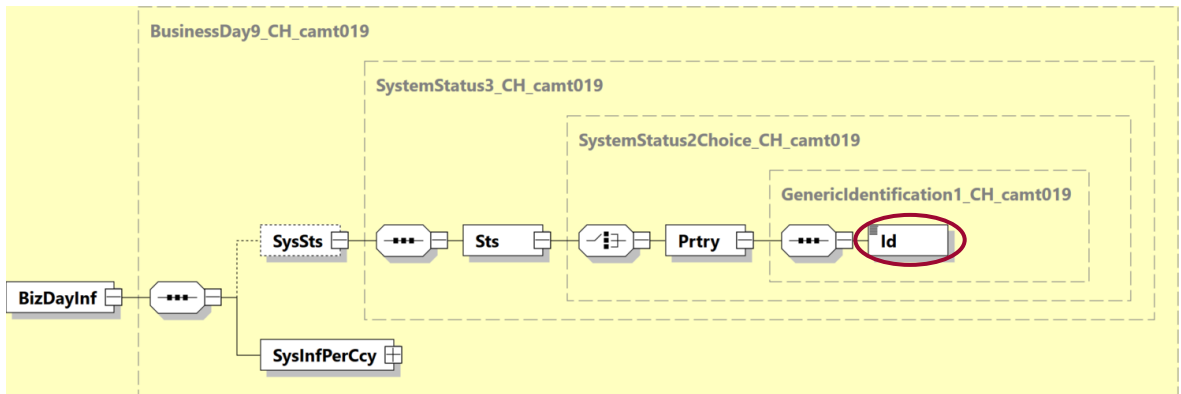 BusinessDay9_CH_camt019
SystemStatus3_CH_camt019
SystemStatus2Choice_CH_camt019
GenericIdentification1_CH_camt019
SysSts
Sts
Prtry
Id
BizDayInf
SysInfPerCcy